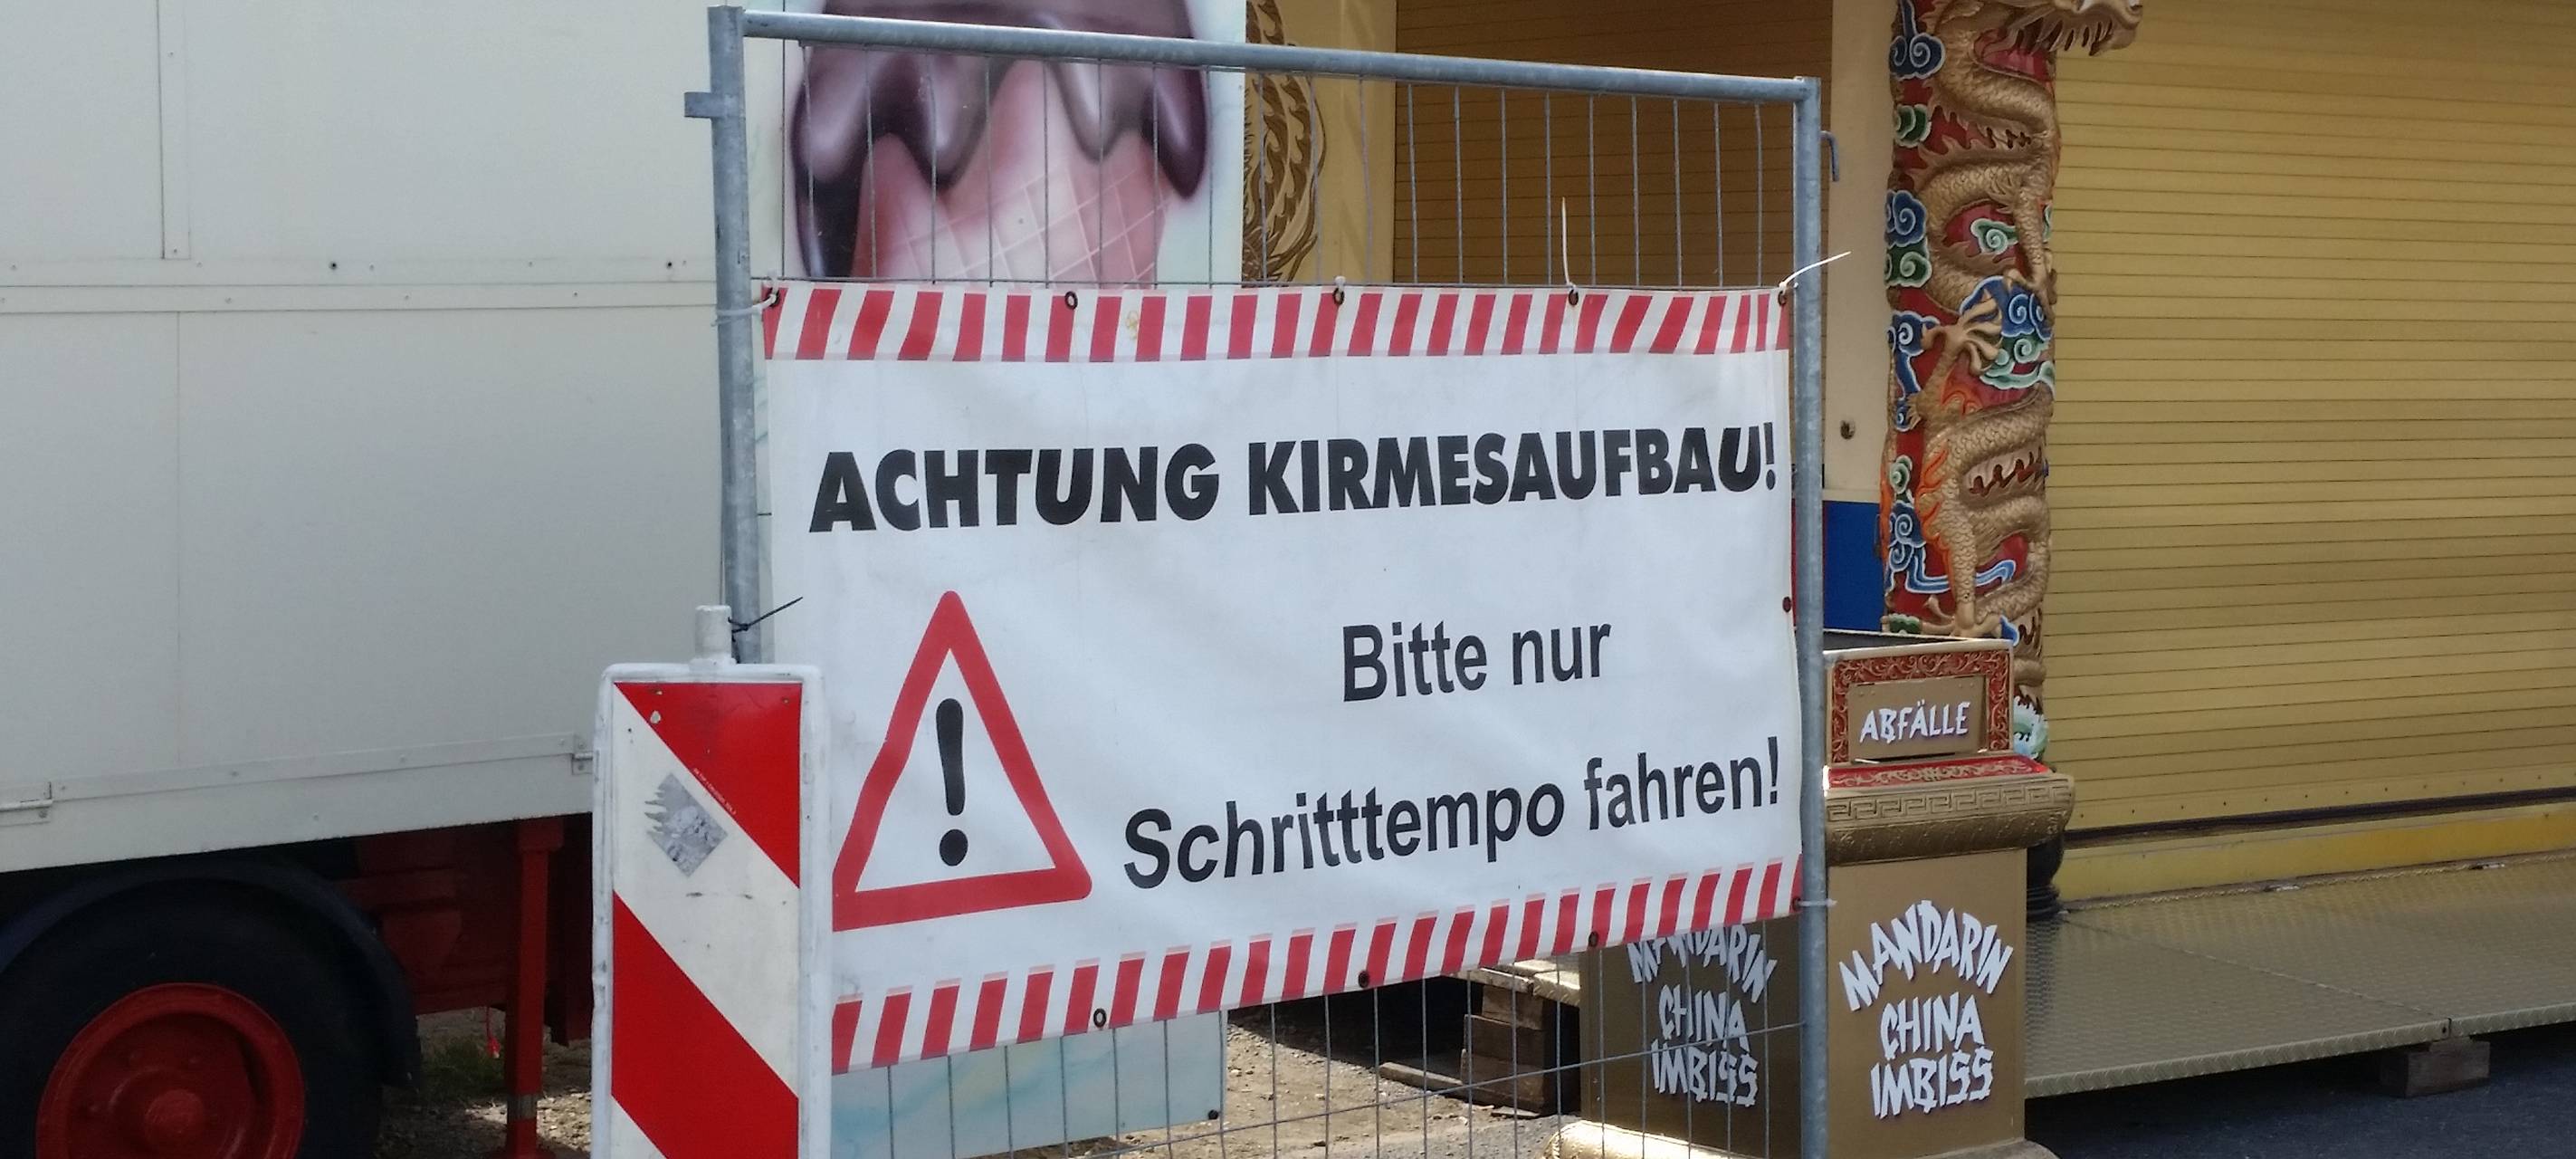 ACHTUNG KIRMESAUFBAU!
Bitte nur
Schritttempo fahren!
ABFÄLLE
MANDARIN
CHINA
IMBISS
MANDARIN
CHINA
IMBISS